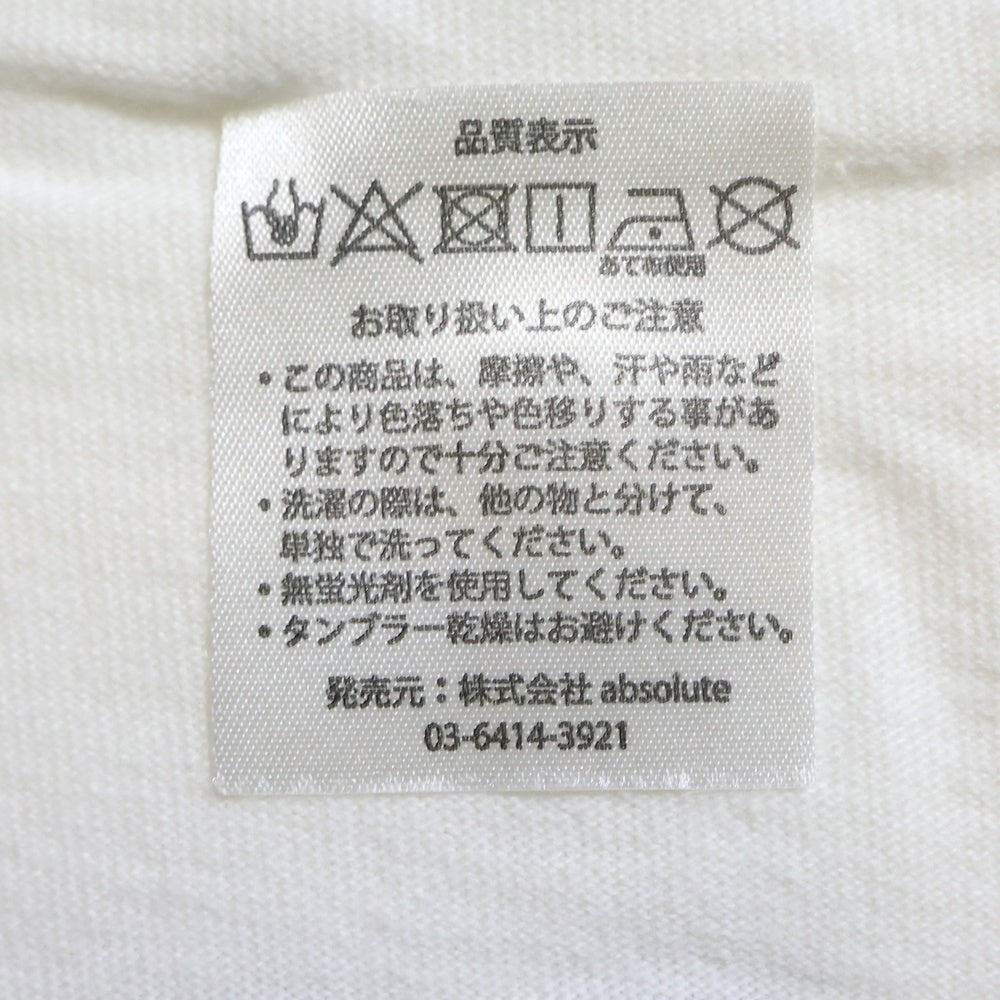 品質表示
あて布使用
お取り扱い上のご注意
・この商品は、摩擦や、汗や雨など
により色落ちや色移りする事があ
りますので十分ご注意ください。
・洗濯の際は、他の物と分けて、
単独で洗ってください。
・無蛍光剤を使用してください。
・タンブラー乾燥はお避けください。
発売元：株式会社 absolute
03-6414-3921